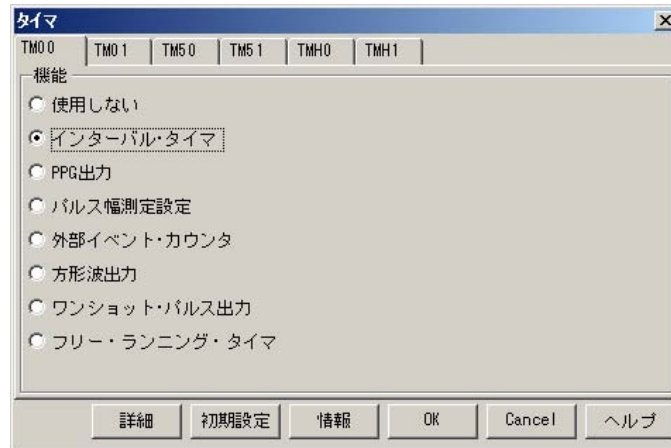 タイマ
TM00 TM01 TM50 TM51 TMH0 TMH1
機能
使用しない
インターバル・タイマ
PPG出力
パルス幅測定設定
外部イベント・カウンタ
方形波出力
ワンショット・パルス出力
フリー・ランニング・タイマ
詳細 初期設定 情報 OK Cancel ヘルプ